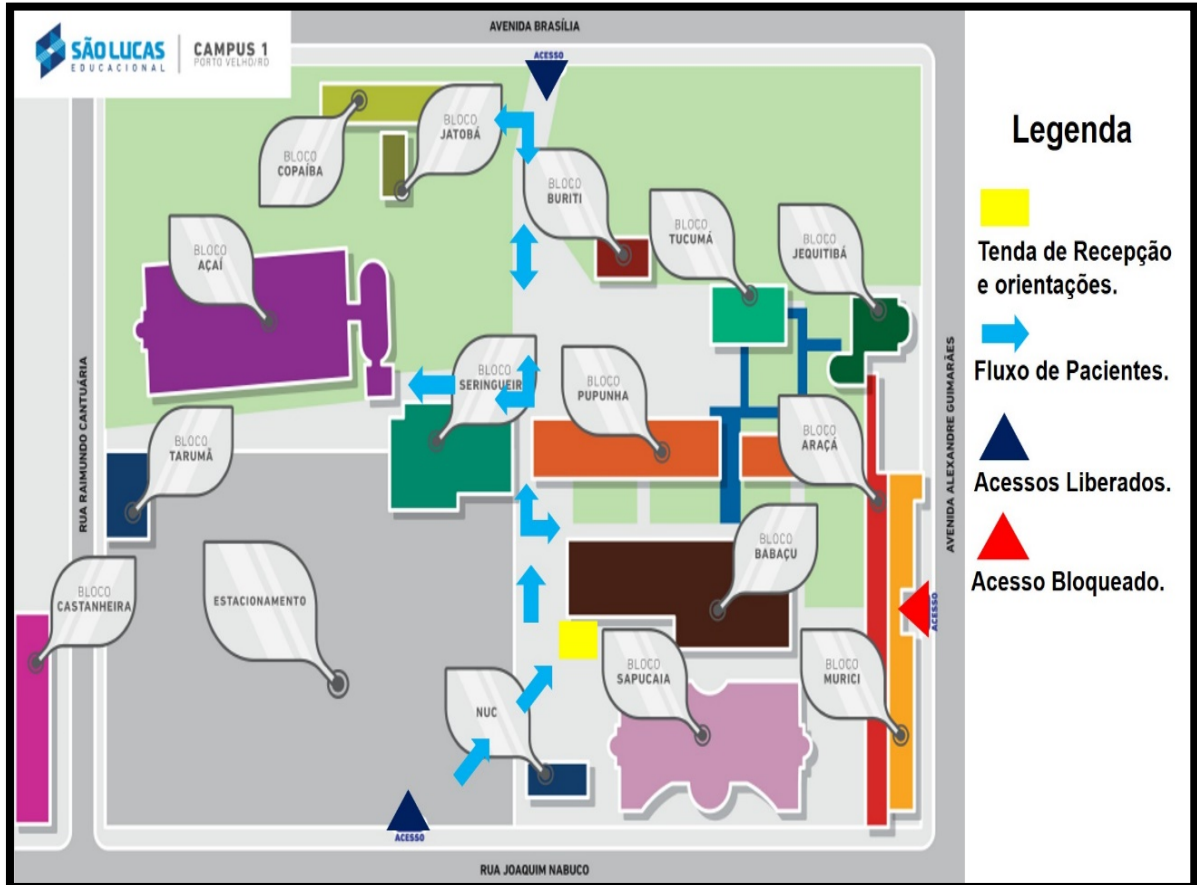 SÃO LUCAS
EDUCACIONAL
CAMPUS 1
PORTO VELHO/RO
AVENIDA BRASÍLIA
ACESSO
BLOCO
COPAÍBA
BLOCO
JATOBÁ
BLOCO
BURITI
BLOCO
TUCUMÁ
BLOCO
JEQUITIBÁ
BLOCO
AÇAÍ
RUA RAIMUNDO CANTUÁRIA
AVENIDA ALEXANDRE GUIMARÃES
BLOCO
SERINGUEIR
BLOCO
PUPUNHA
BLOCO
ARAÇÁ
BLOCO
TARUMÃ
BLOCO
BABAÇU
BLOCO
CASTANHEIRA
ESTACIONAMENTO
BLOCO
SAPUCAIA
BLOCO
MURICI
ACESSO
NUC
ACESSO
RUA JOAQUIM NABUCO
Legenda
Tenda de Recepção
e orientações.
Fluxo de Pacientes.
Acessos Liberados.
Acesso Bloqueado.